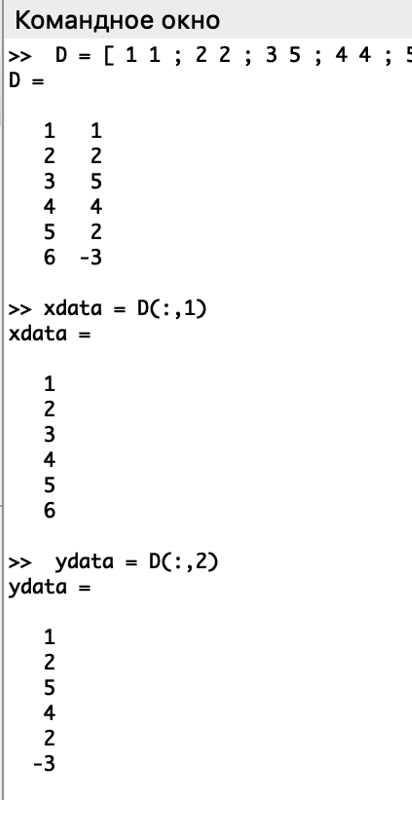 Командное окно
>>  D = [ 1 1 ; 2 2 ; 3 5 ; 4 4 ; 5
D =
1 1
2 2
3 5
4 4
5 2
6 -3
>> xdata = D(:,1)
xdata =
1
2
3
4
5
6
>>  ydata = D(:,2)
ydata =
1
2
5
4
2
-3